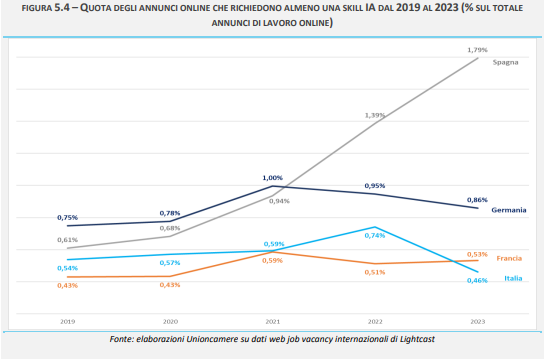 FIGURA 5.4 – QUOTA DEGLI ANNUNCI ONLINE CHE RICHIEDONO ALMENO UNA SKILL IA DAL 2019 AL 2023 (% SUL TOTALE
ANNUNCI DI LAVORO ONLINE)
1,79%
Spagna
1,39%
1,00%
0,95%
0,94%
0,86%
Germania
0,75%
0,78%
0,68%
0,61%
0,74%
0,59%
0,54%
0,57%
0,59%
0,51%
0,53%
Francia
0,43%
0,43%
0,46%
Italia
2019 2020 2021 2022 2023
Fonte: elaborazioni Unioncamere su dati web job vacancy internazionali di Lightcast